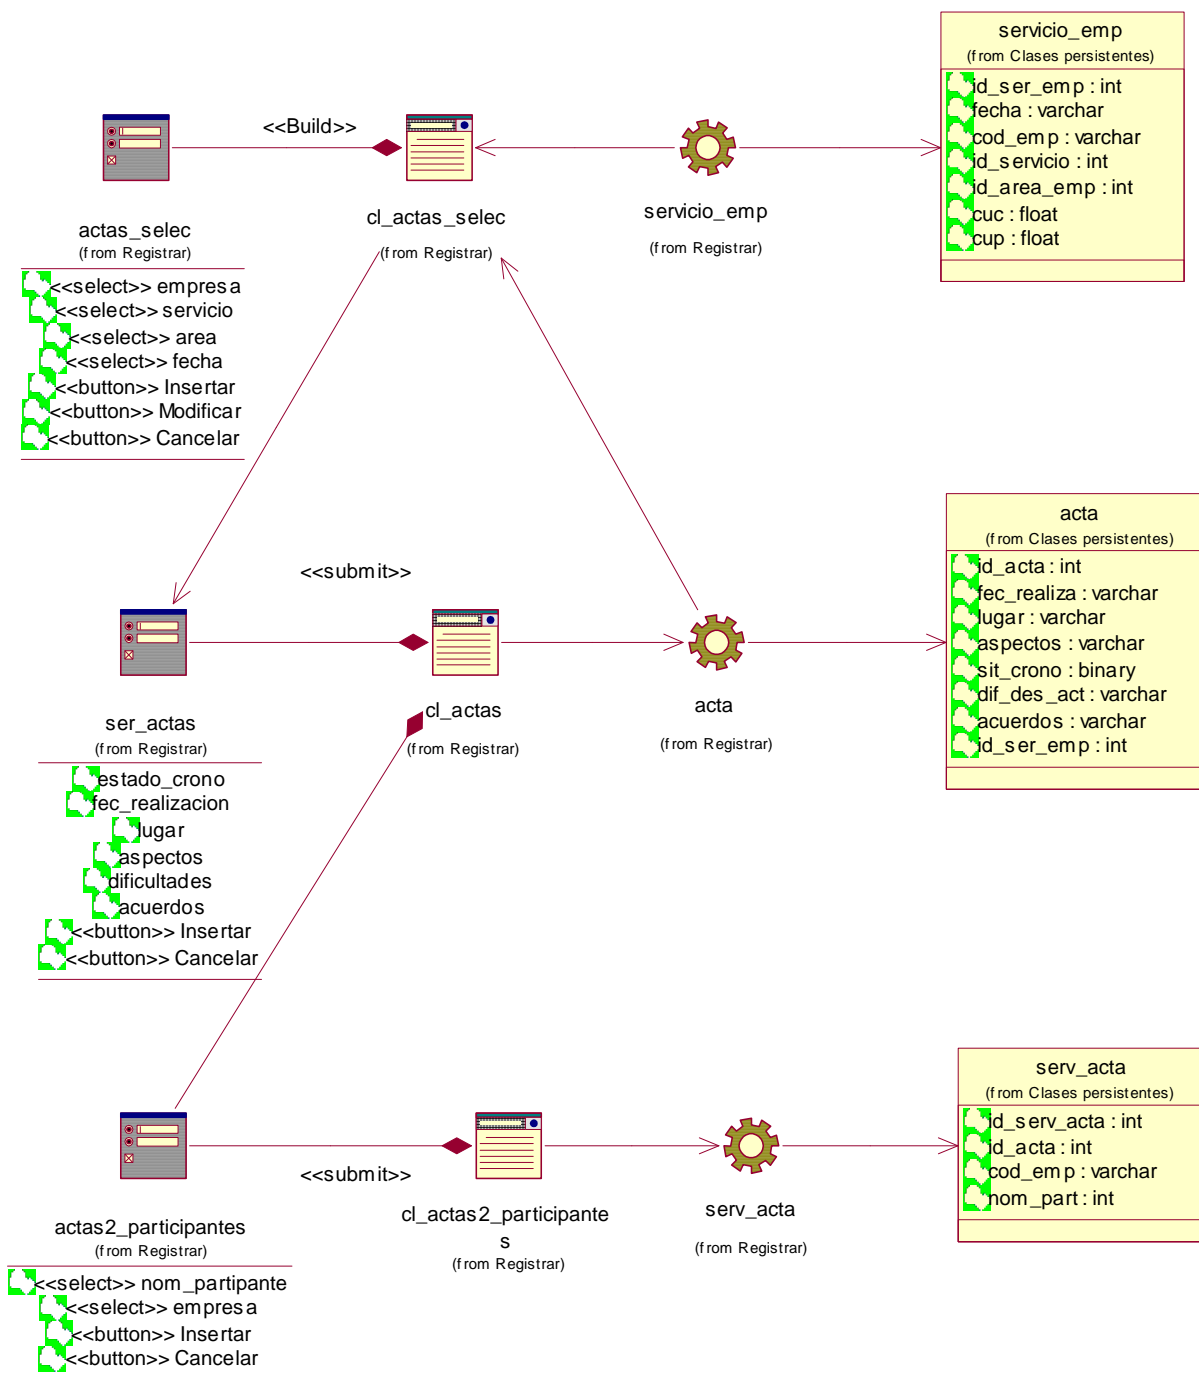 servicio_emp
(from Clases persistentes)
id_ser_emp : int
fecha : varchar
cod_emp : varchar
id_servicio : int
id_area_emp : int
cuc : float
cup : float
<<Build>>
actas_selec
(from Registrar)
<<select>> empresa
<<select>> servicio
<<select>> area
<<select>> fecha
<<button>> Insertar
<<button>> Modificar
<<button>> Cancelar
cl_actas_selec
(from Registrar)
servicio_emp
(from Registrar)
acta
(from Clases persistentes)
id_acta : int
fec_realiza : varchar
lugar : varchar
aspectos : varchar
sit_crono : binary
dif_des_act : varchar
acuerdos : varchar
id_ser_emp : int
<<submit>>
ser_actas
(from Registrar)
estado_crono
fec_realizacion
lugar
aspectos
dificultades
acuerdos
<<button>> Insertar
<<button>> Cancelar
cl_actas
(from Registrar)
acta
(from Registrar)
serv_acta
(from Clases persistentes)
id_serv_acta : int
id_acta : int
cod_emp : varchar
nom_part : int
<<submit>>
actas2_participantes
(from Registrar)
<<select>> nom_partipante
<<select>> empresa
<<button>> Insertar
<<button>> Cancelar
cl_actas2_participante
s
(from Registrar)
serv_acta
(from Registrar)